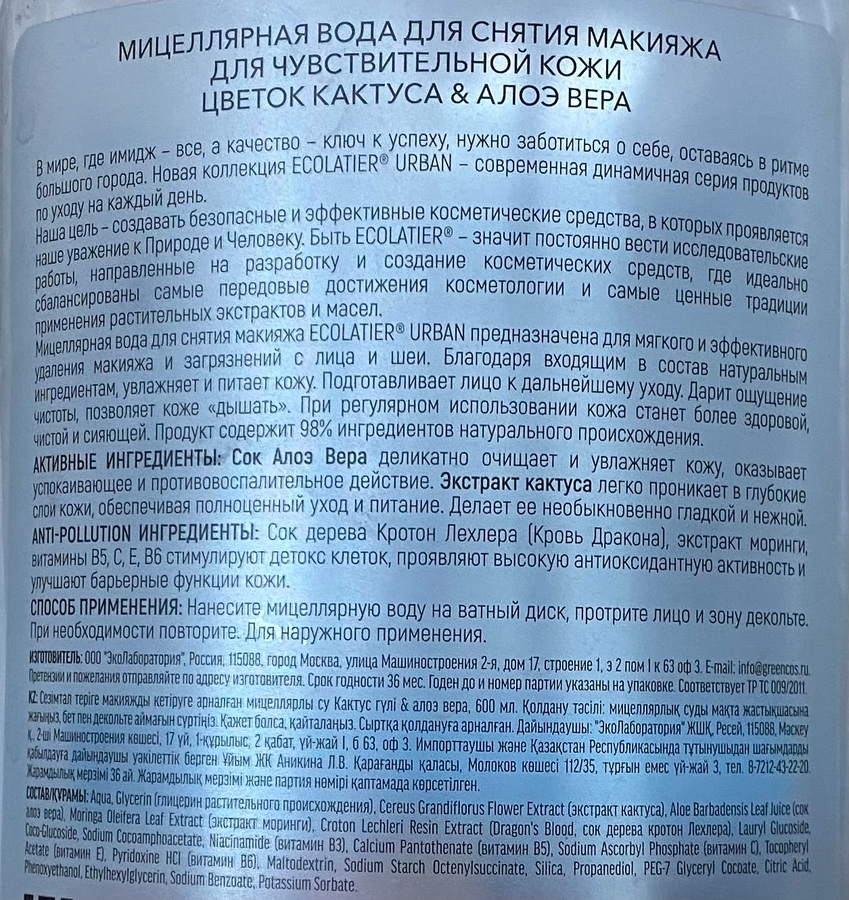 МИЦЕЛЛЯРНАЯ ВОДА ДЛЯ СНЯТИЯ МАКИЯЖА
ДЛЯ ЧУВСТВИТЕЛЬНОЙ КОЖИ
ЦВЕТОК КАКТУСА & АЛОЭ ВЕРА
В мире, где имидж – все, а качество – ключ к успеху, нужно заботиться о себе, оставаясь в ритме
большого города. Новая коллекция ECOLATIER® URBAN – современная динамичная серия продуктов
по уходу на каждый день.
Наша цель – создавать безопасные и эффективные косметические средства, в которых проявляется
наше уважение к Природе и Человеку. Быть ECOLATIER® – значит постоянно вести исследовательские
работы, направленные на разработку и создание косметических средств, где идеально
сбалансированы самые передовые достижения косметологии и самые ценные традиции
применения растительных экстрактов и масел.
Мицеллярная вода для снятия макияжа ECOLATIER® URBAN предназначена для мягкого и эффективного
удаления макияжа и загрязнений с лица и шеи. Благодаря входящим в состав натуральным
ингредиентам, увлажняет и питает кожу. Подготавливает лицо к дальнейшему уходу. Дарит ощущение
чистоты, позволяет коже «дышать». При регулярном использовании кожа станет более здоровой,
чистой и сияющей. Продукт содержит 98% ингредиентов натурального происхождения.
АКТИВНЫЕ ИНГРЕДИЕНТЫ: Сок Алоэ Вера деликатно очищает и увлажняет кожу, оказывает
успокаивающее и противовоспалительное действие. Экстракт кактуса легко проникает в глубокие
слои кожи, обеспечивая полноценный уход и питание. Делает ее необыкновенно гладкой и нежной.
ANTI-POLLUTION ИНГРЕДИЕНТЫ: Сок дерева Кротон Лехлера (Кровь Дракона), экстракт моринги,
витамины B5, C, E, B6 стимулируют детокс клеток, проявляют высокую антиоксидантную активность и
улучшают барьерные функции кожи.
СПОСОБ ПРИМЕНЕНИЯ: Нанесите мицеллярную воду на ватный диск, протрите лицо и зону декольте.
При необходимости повторите. Для наружного применения.
ИЗГОТОВИТЕЛЬ: ООО "ЭкоЛаборатория", Россия, 115088, город Москва, улица Машиностроения 2-я, дом 17, строение 1, э 2 пом I к 63 оф 3. E-mail: info@greencos.ru.
Претензии и пожелания отправляйте по адресу изготовителя. Срок годности 36 мес. Годен до и номер партии указаны на упаковке. Соответствует ТР ТС 009/2011.
KZ: Сезімтал теріге макияжды кетіруге арналған мицеллярлы су Кактус гүлі & алоэ вера, 600 мл. Қолдану тәсілі: мицеллярлық суды мақта жастықшасына
жағыңыз, бет пен деколте аймағын сүртіңіз. Қажет болса, қайталаңыз. Сыртқа қолдануға арналған. Дайындаушы: "ЭкоЛаборатория" ЖШҚ, Ресей, 115088, Мәскеу
қ., 2-ші Машиностроения көшесі, 17 үй, 1-құрылыс, 2 қабат, үй-жай I, б 63, оф 3. Импорттаушы және Қазақстан Республикасында тұтынушыдан шағымдарды
қабылдауға дайындаушы уәкілеттік берген Ұйым ЖК Аникина Л.В. Қарағанды қаласы, Молоков көшесі 112/35, тұрғын емес үй-жай 3, тел. 8-7212-43-22-20.
Жарамдылық мерзімі 36 ай. Жарамдылық мерзімі және партия нөмірі қаптамада көрсетілген.
СОСТАВ/ҚҰРАМЫ: Aqua, Glycerin (глицерин растительного происхождения), Cereus Grandiflorus Flower Extract (экстракт кактуса), Aloe Barbadensis Leaf Juice (сок
алоэ вера), Moringa Oleifera Leaf Extract (экстракт моринги), Croton Lechleri Resin Extract (Dragon's Blood, сок дерева кротон Лехлера), Lauryl Glucoside,
Coco-Glucoside, Sodium Cocoamphoacetate, Niacinamide (витамин B3), Calcium Pantothenate (витамин B5), Sodium Ascorbyl Phosphate (витамин C), Tocopheryl
Acetate (витамин E), Pyridoxine HCl (витамин B6), Maltodextrin, Sodium Starch Octenylsuccinate, Silica, Propanediol, PEG-7 Glyceryl Cocoate, Citric Acid,
Phenoxyethanol, Ethylhexylglycerin, Sodium Benzoate, Potassium Sorbate.